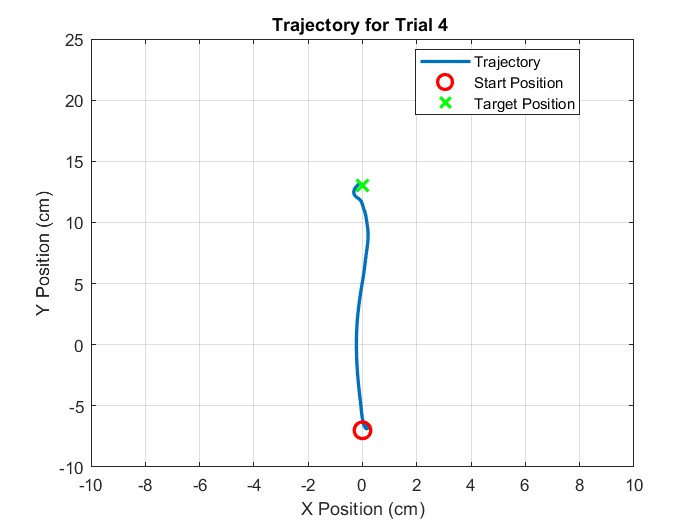 Trajectory for Trial 4
Trajectory
Start Position
Target Position
25
20
15
10
5
0
-5
-10
Y Position (cm)
-10 -8 -6 -4 -2 0 2 4 6 8 10
X Position (cm)